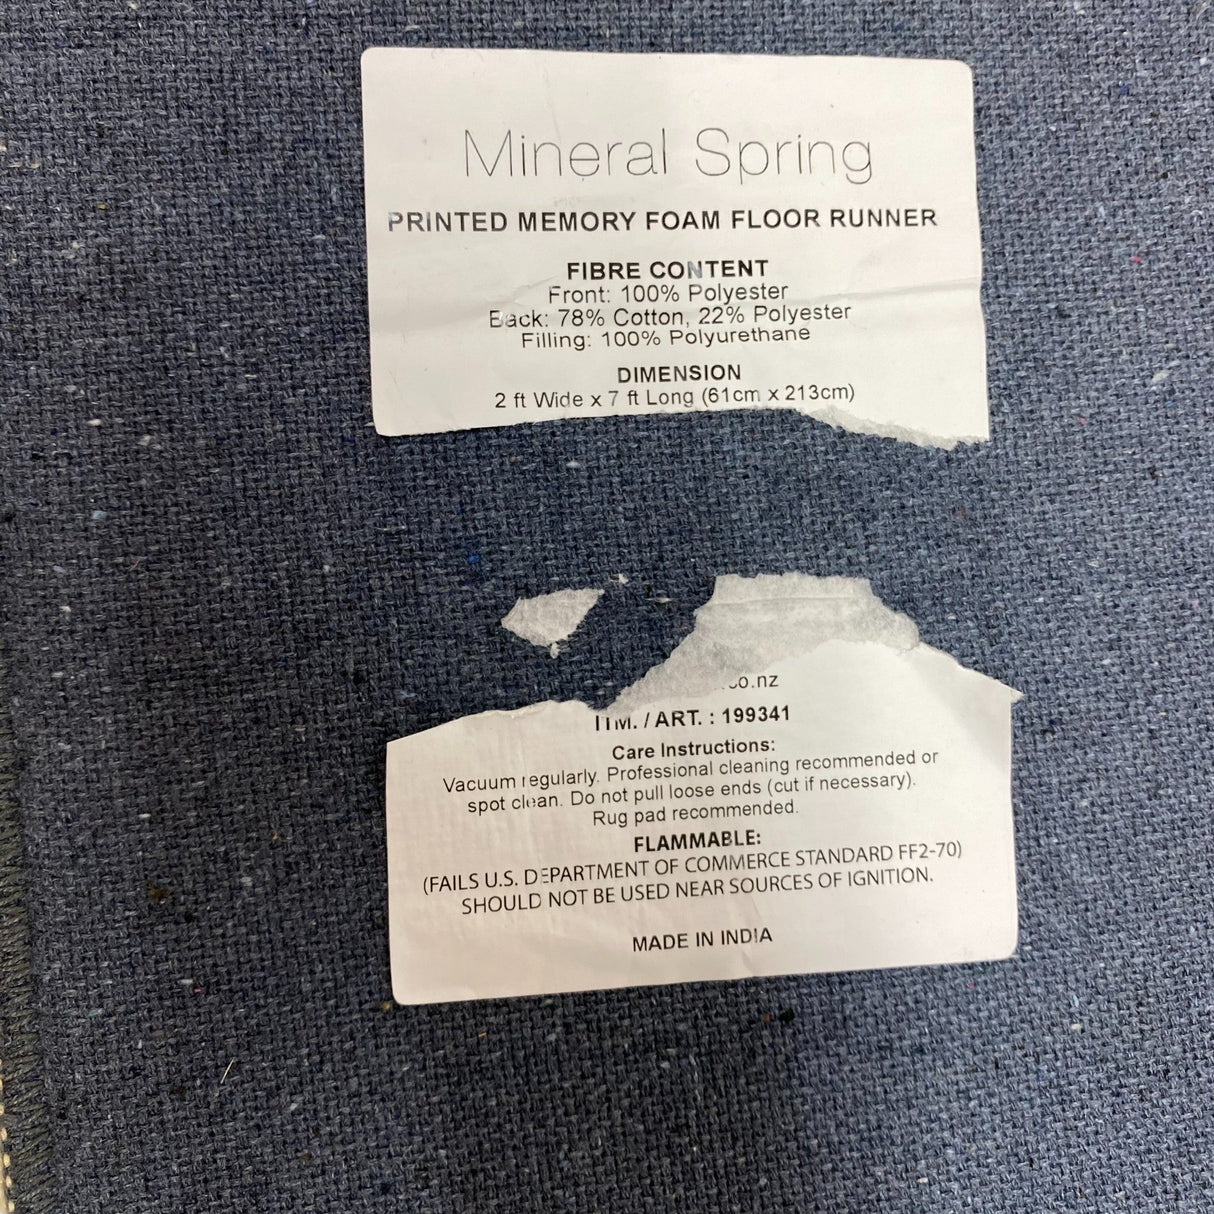 Mineral Spring
PRINTED MEMORY FOAM FLOOR RUNNER
FIBRE CONTENT
Front: 100% Polyester
Back: 78% Cotton, 22% Polyester
Filling: 100% Polyurethane
DIMENSION
2 ft Wide x 7 ft Long (61cm x 213cm)
.co.nz
ITM. / ART. : 199341
Care Instructions:
Vacuum regularly. Professional cleaning recommended or
spot clean. Do not pull loose ends (cut if necessary).
Rug pad recommended.
FLAMMABLE:
(FAILS U.S. DEPARTMENT OF COMMERCE STANDARD FF2-70)
SHOULD NOT BE USED NEAR SOURCES OF IGNITION.
MADE IN INDIA